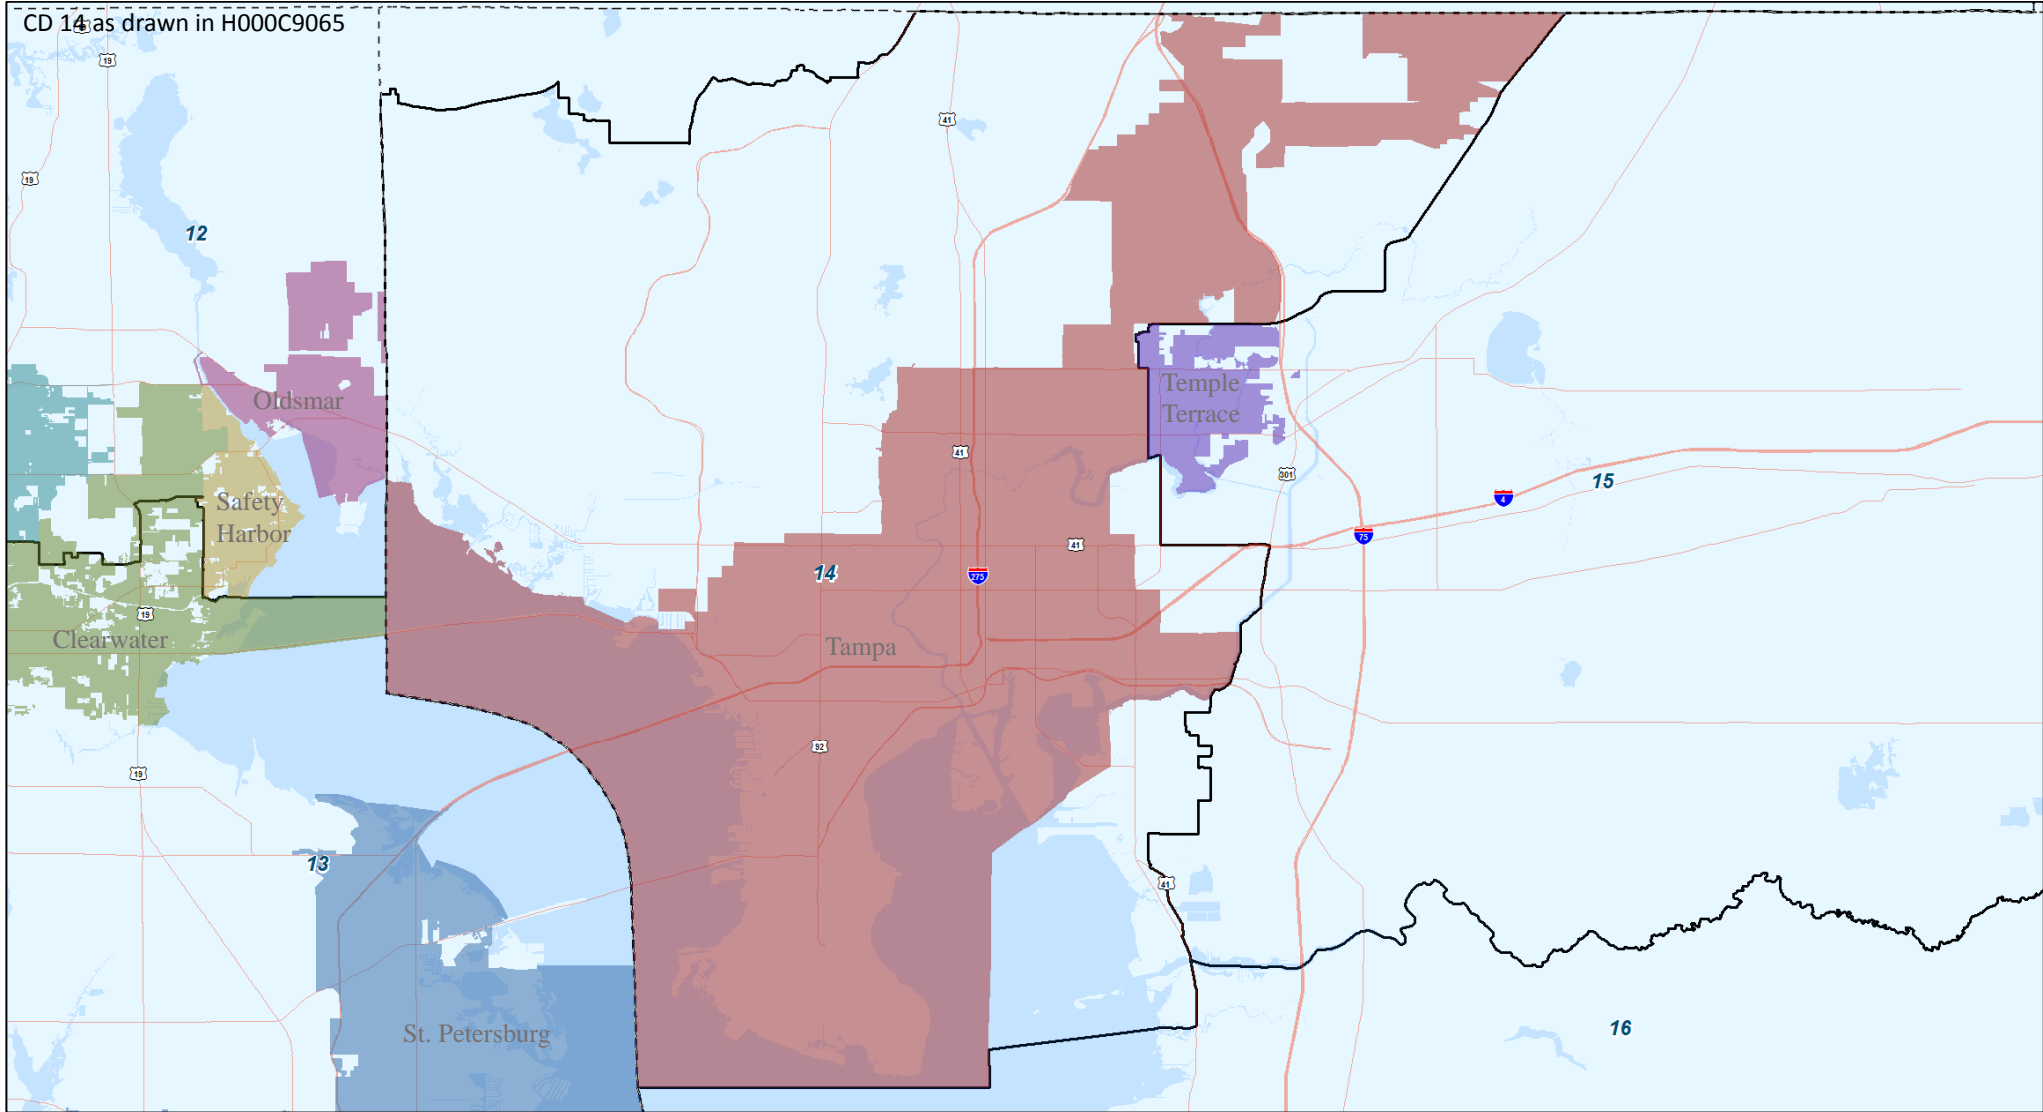 CD 14 as drawn in H000C9065
19
19
19
41
12
Temple
Terrace
Oldsmar
41
301
4
15
Safety
Harbor
41
75
14
275
19
Clearwater
Tampa
92
19
13
41
St. Petersburg
16